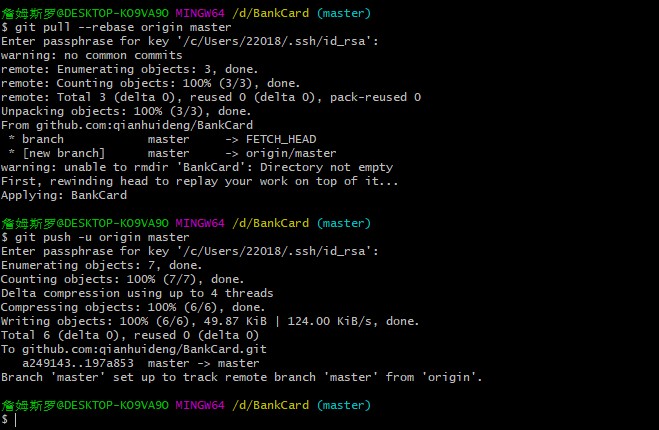 詹姆斯罗@DESKTOP-KO9VA9O MINGW64 /d/BankCard (master)
$ git pull --rebase origin master
Enter passphrase for key '/c/Users/22018/.ssh/id_rsa':
warning: no common commits
remote: Enumerating objects: 3, done.
remote: Counting objects: 100% (3/3), done.
remote: Total 3 (delta 0), reused 0 (delta 0), pack-reused 0
Unpacking objects: 100% (3/3), done.
From github.com:qianhuideng/BankCard
 * branch            master     -> FETCH_HEAD
 * [new branch]      master     -> origin/master
warning: unable to rmdir 'BankCard': Directory not empty
First, rewinding head to replay your work on top of it...
Applying: BankCard
詹姆斯罗@DESKTOP-KO9VA9O MINGW64 /d/BankCard (master)
$ git push -u origin master
Enter passphrase for key '/c/Users/22018/.ssh/id_rsa':
Enumerating objects: 7, done.
Counting objects: 100% (7/7), done.
Delta compression using up to 4 threads
Compressing objects: 100% (6/6), done.
Writing objects: 100% (6/6), 49.87 KiB | 124.00 KiB/s, done.
Total 6 (delta 0), reused 0 (delta 0)
To github.com:qianhuideng/BankCard.git
   a249143..197a853  master -> master
Branch 'master' set up to track remote branch 'master' from 'origin'.
詹姆斯罗@DESKTOP-KO9VA9O MINGW64 /d/BankCard (master)
$